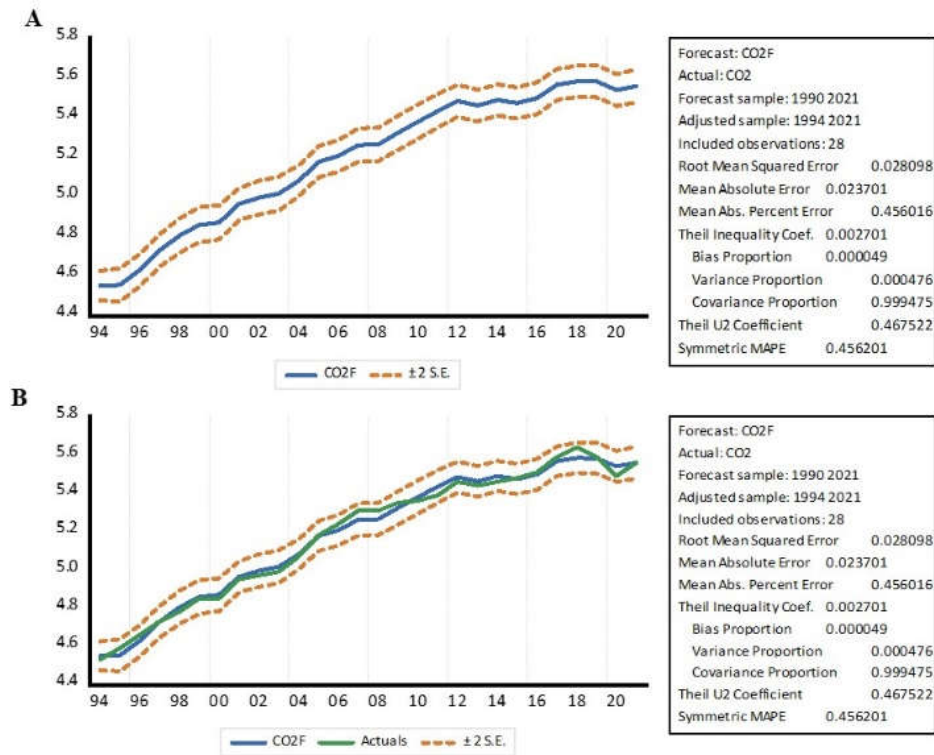 A
5.8
5.6
5.4
5.2
5.0
4.8
4.6
4.4
94 96 98 00 02 04 06 08 10 12 14 16 18 20
CO2F ± 2 S.E.
Forecast: CO2F
Actual: CO2
Forecast sample: 1990 2021
Adjusted sample: 1994 2021
Included observations: 28
Root Mean Squared Error 0.028098
Mean Absolute Error 0.023701
Mean Abs. Percent Error 0.456016
Theil Inequality Coef. 0.002701
Bias Proportion 0.000049
Variance Proportion 0.000476
Covariance Proportion 0.999475
Theil U2 Coefficient 0.467522
Symmetric MAPE 0.456201
B
5.8
5.6
5.4
5.2
5.0
4.8
4.6
4.4
94 96 98 00 02 04 06 08 10 12 14 16 18 20
CO2F Actuals ± 2 S.E.
Forecast: CO2F
Actual: CO2
Forecast sample: 1990 2021
Adjusted sample: 1994 2021
Included observations: 28
Root Mean Squared Error 0.028098
Mean Absolute Error 0.023701
Mean Abs. Percent Error 0.456016
Theil Inequality Coef. 0.002701
Bias Proportion 0.000049
Variance Proportion 0.000476
Covariance Proportion 0.999475
Theil U2 Coefficient 0.467522
Symmetric MAPE 0.456201